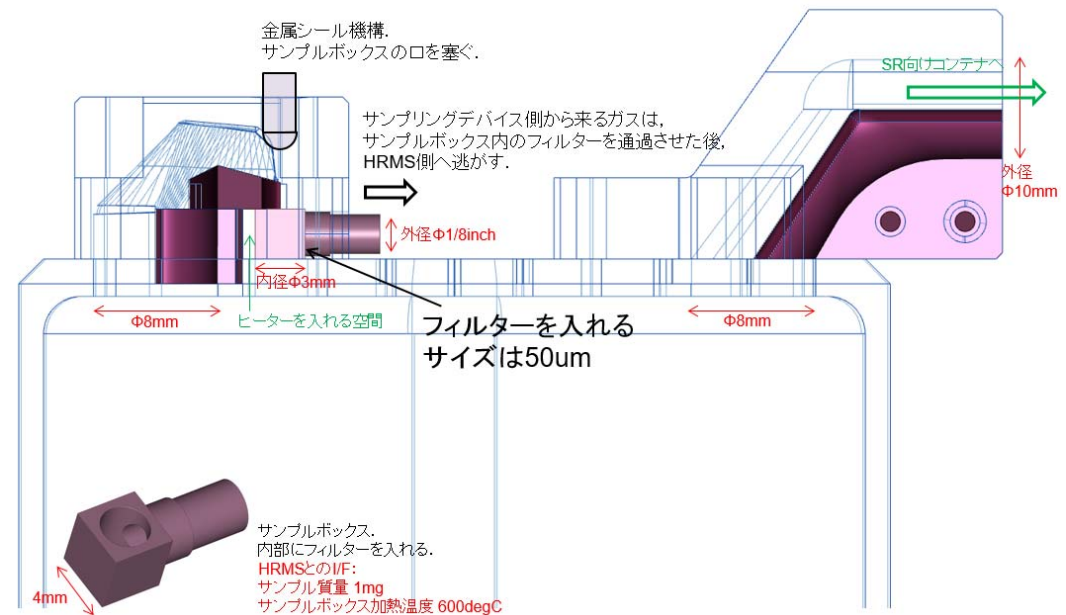 金属シール機構.
サンプルボックスの口を塞ぐ.
サンプリングデバイス側から来るガスは,
サンプルボックス内のフィルターを通過させた後,
HRMS側へ逃がす.
SR向けコンテナへ
外径
Φ10mm
外径Φ1/8inch
内径Φ3mm
Φ8mm
ヒーターを入れる空間
フィルターを入れる
サイズは50um
Φ8mm
サンプルボックス.
内部にフィルターを入れる.
HRMSとのI/F:
サンプル質量 1mg
サンプルボックス加熱温度 600degC
4mm